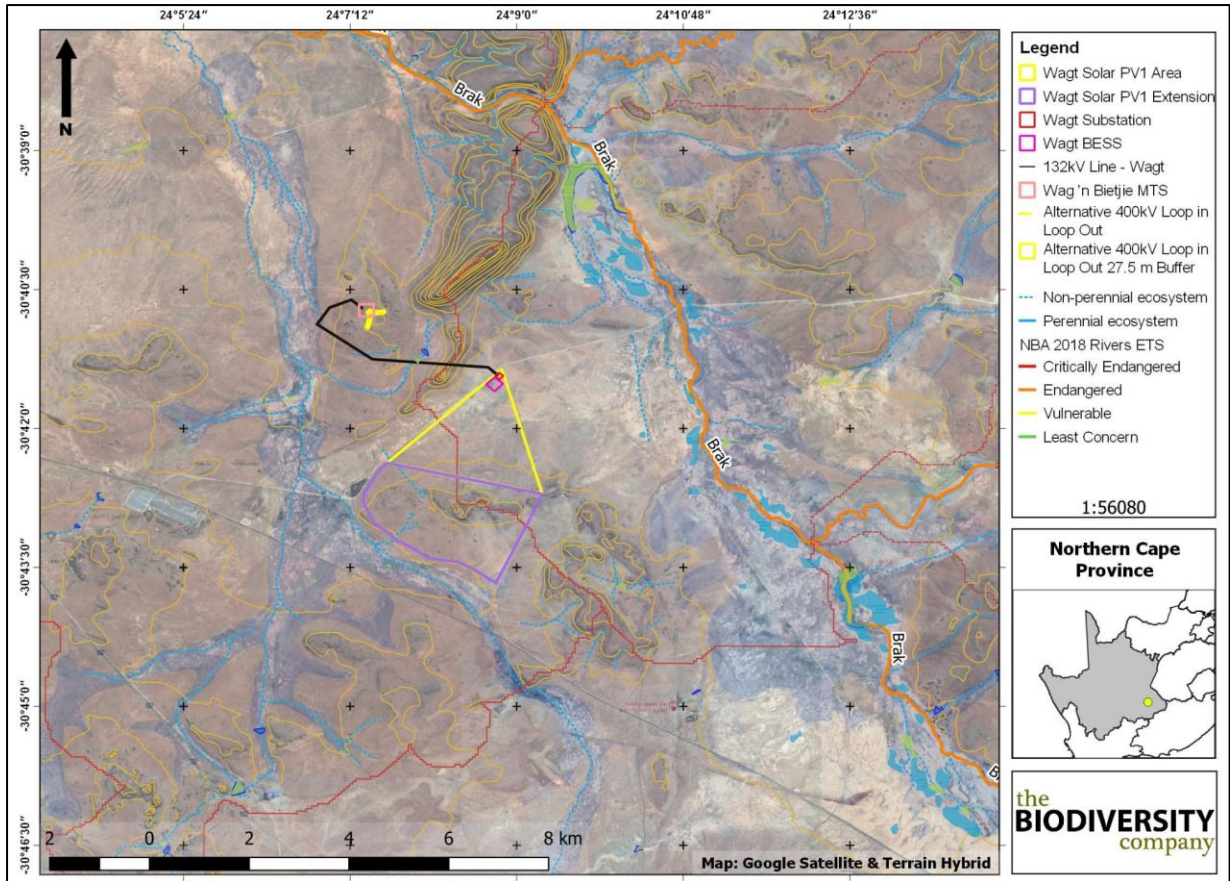 24°5'24" 24°7'12" 24°9'0" 24°10'48" 24°12'36"
-30°39'0"
-30°40'30"
-30°42'0"
-30°43'30"
-30°45'0"
-30°46'30"
N
Brak
Brak
Brak
Brak
Brak
2 0 2 4 6 8 km
Map: Google Satellite & Terrain Hybrid
Legend
Wagt Solar PV1 Area
Wagt Solar PV1 Extension
Wagt Substation
Wagt BESS
132kV Line - Wagt
Wag 'n Bietjie MTS
Alternative 400kV Loop in
Loop Out
Alternative 400kV Loop in
Loop Out 27.5 m Buffer
Non-perennial ecosystem
Perennial ecosystem
NBA 2018 Rivers ETS
Critically Endangered
Endangered
Vulnerable
Least Concern
1:56080
Northern Cape
Province
the
BIODIVERSITY
company